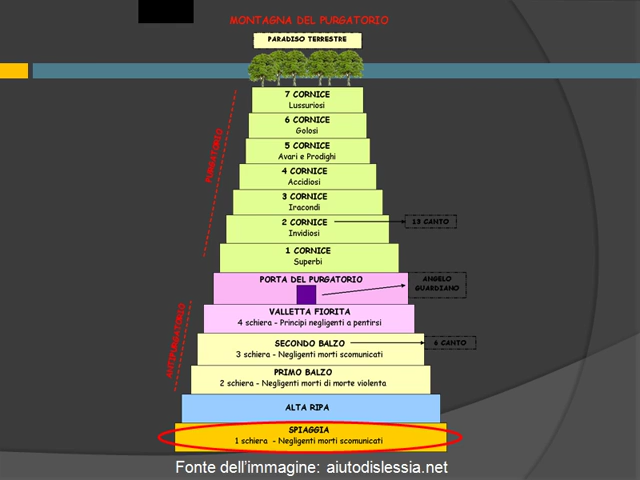 MONTAGNA DEL PURGATORIO
PARADISO TERRESTRE
7 CORNICE
Lussuriosi
6 CORNICE
Golosi
5 CORNICE
Avari e Prodighi
4 CORNICE
Accidiosi
3 CORNICE
Iracondi
2 CORNICE
Invidiosi
13 CANTO
1 CORNICE
Superbi
PURGATORIO
PORTA DEL PURGATORIO
ANGELO
GUARDIANO
VALLETTA FIORITA
4 schiera - Principi negligenti a pentirsi
SECONDO BALZO
3 schiera - Negligenti morti scomunicati
6 CANTO
PRIMO BALZO
2 schiera - Negligenti morti di morte violenta
ANTIPURGATORIO
ALTA RIPA
SPIAGGIA
1 schiera - Negligenti morti scomunicati
Fonte dell'immagine: aiutodislessia.net